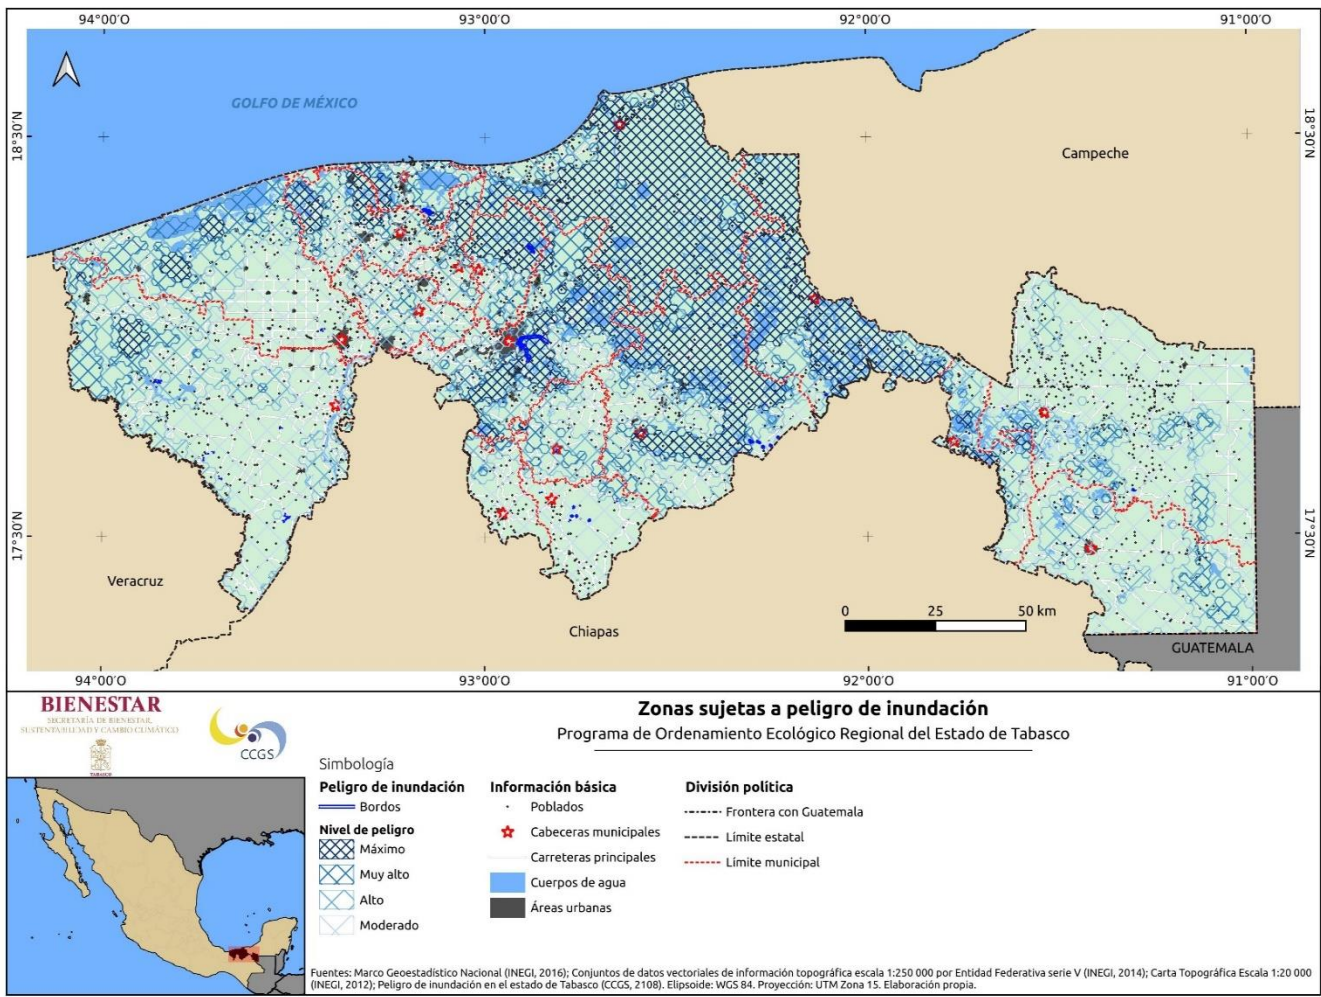 94°00'O 93°00'O 92°00'O 91°00'O
GOLFO DE MÉXICO
18°30'N
18°30'N
Campeche
17°30'N
17°30'N
Veracruz
Chiapas
0 25 50 km
GUATEMALA
94°00'O 93°00'O 92°00'O 91°00'O
BIENESTAR
SECRETARÍA DE BIENESTAR,
SUSTENTABILIDAD Y CAMBIO CLIMÁTICO
TABASCO
CCGS
Zonas sujetas a peligro de inundación
Programa de Ordenamiento Ecológico Regional del Estado de Tabasco
Simbología
Peligro de inundación
Bordos
Nivel de peligro
Máximo
Muy alto
Alto
Moderado
Información básica
Poblados
Cabeceras municipales
Carreteras principales
Cuerpos de agua
Áreas urbanas
División política
Frontera con Guatemala
Límite estatal
Límite municipal
Fuentes: Marco Geoestadístico Nacional (INEGI, 2016); Conjuntos de datos vectoriales de información topográfica escala 1:250 000 por Entidad Federativa serie V (INEGI, 2014); Carta Topográfica Escala 1:20 000
(INEGI, 2012); Peligro de inundación en el estado de Tabasco (CCGS, 2108). Elipsoide: WGS 84. Proyección: UTM Zona 15. Elaboración propia.